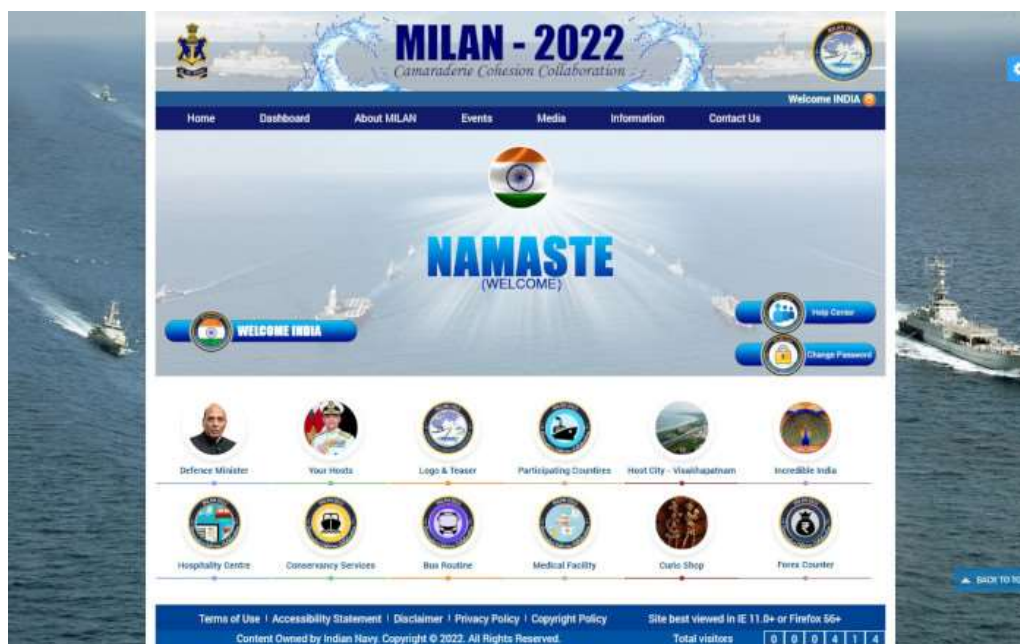 MILAN - 2022
Camaraderie Cohesion Collaboration
Welcome INDIA
Home Dashboard About MILAN Events Media Information Contact Us
NAMASTE
(WELCOME)
WELCOME INDIA
Help Center
Change Password
Defence Minister Your Hosts Logo & Teaser Participating Countires Host City - Visakhapatnam Incredible India
Hospitality Centre Conservancy Services Bus Routine Medical Facility Curio Shop Forex Counter
BACK TO TO
Terms of Use | Accessibility Statement | Disclaimer | Privacy Policy | Copyright Policy Site best viewed in IE 11.0+ or Firefox 56+
Content Owned by Indian Navy. Copyright © 2022. All Rights Reserved. Total visitors 0 0 0 4 1 4